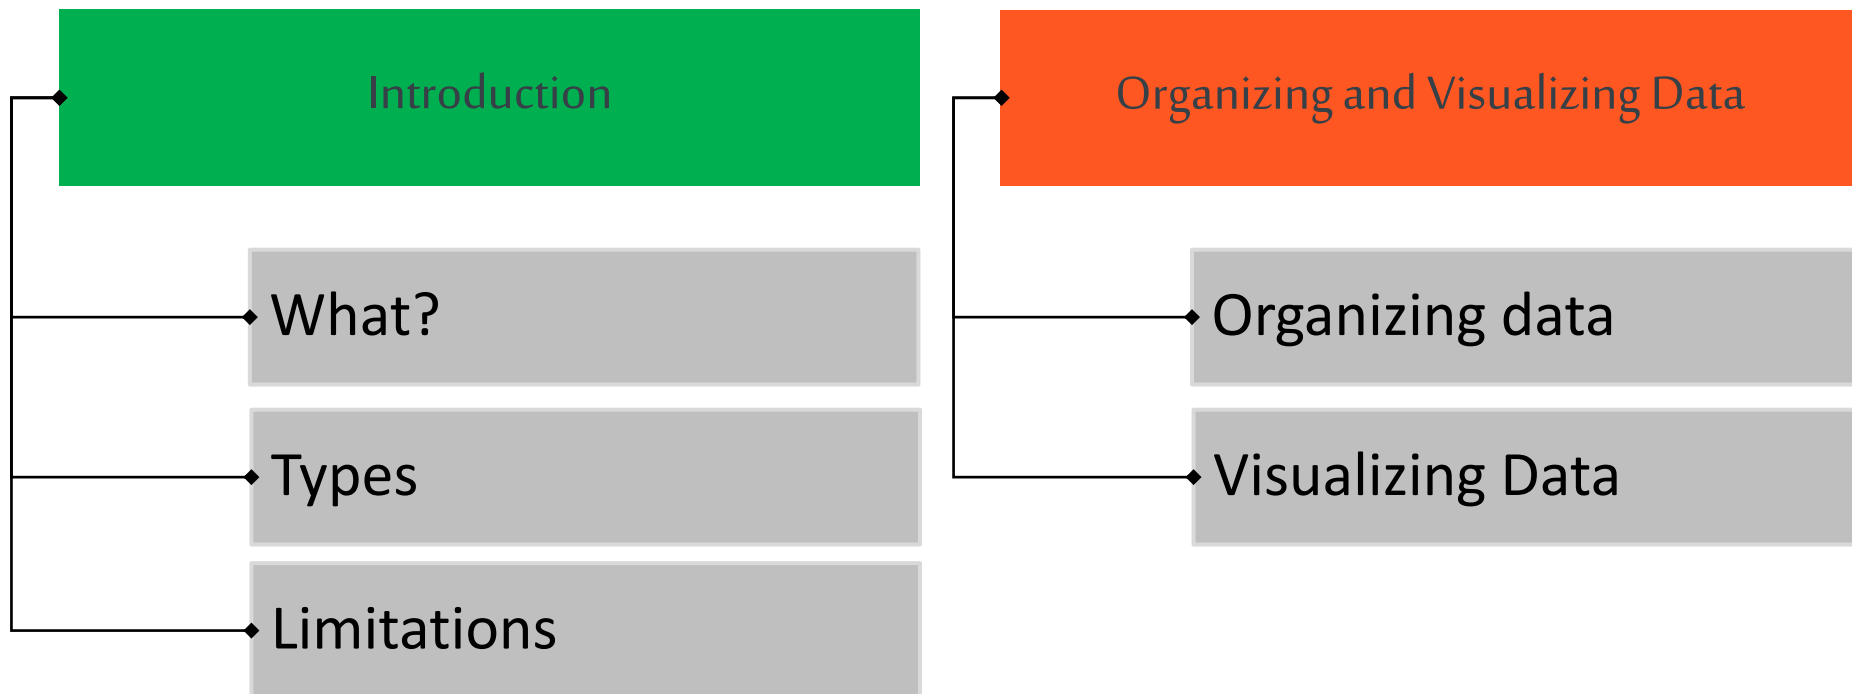 Introduction
What?
Types
Limitations
Organizing and Visualizing Data
Organizing data
Visualizing Data